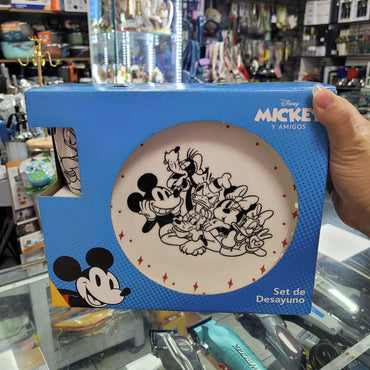 Disney
MICKEY
Y AMIGOS
Set de
Desayuno